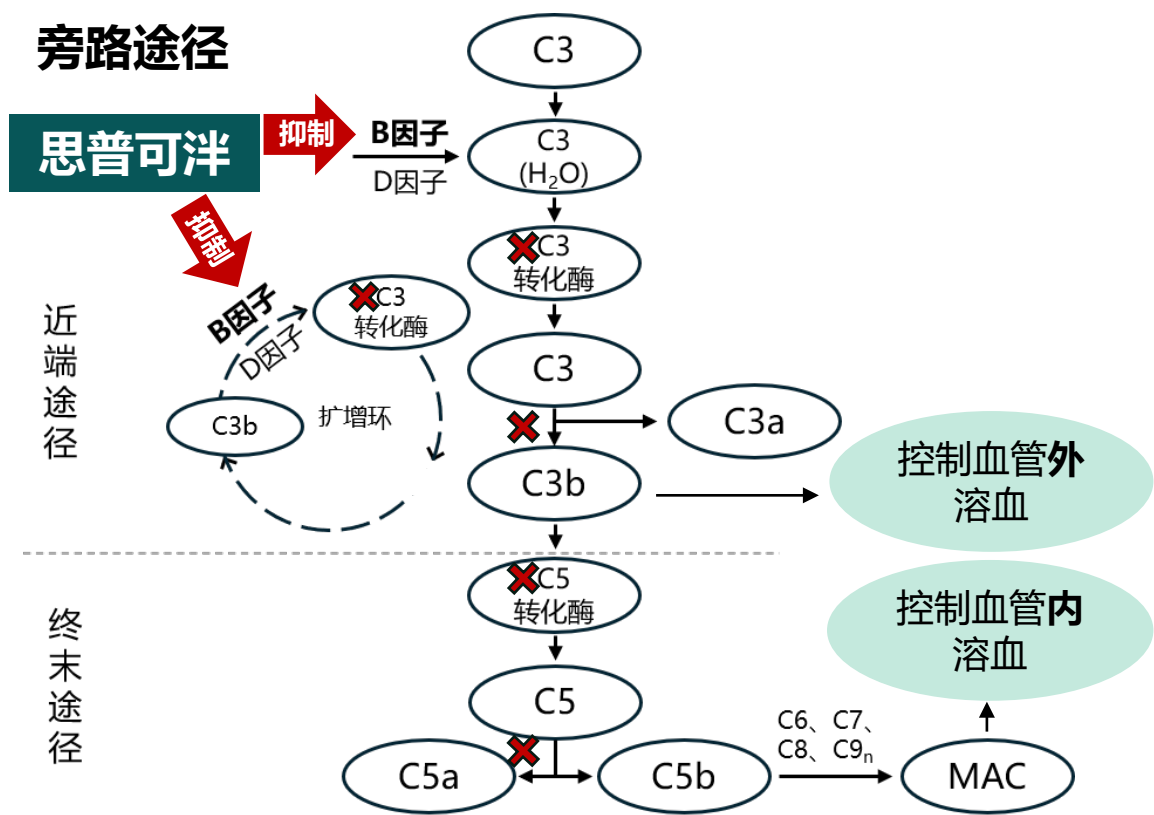 旁路途径
C3
思普可泮
抑制
B因子
D因子
C3
(H₂O)
抑制
C3
转化酶
B因子
D因子
C3
转化酶
近端途径
C3
C3b
扩增环
C3a
C3b
控制血管外
溶血
C5
转化酶
控制血管内
溶血
终末途径
C5
C6、C7、
C8、C9ₙ
C5a
C5b
MAC